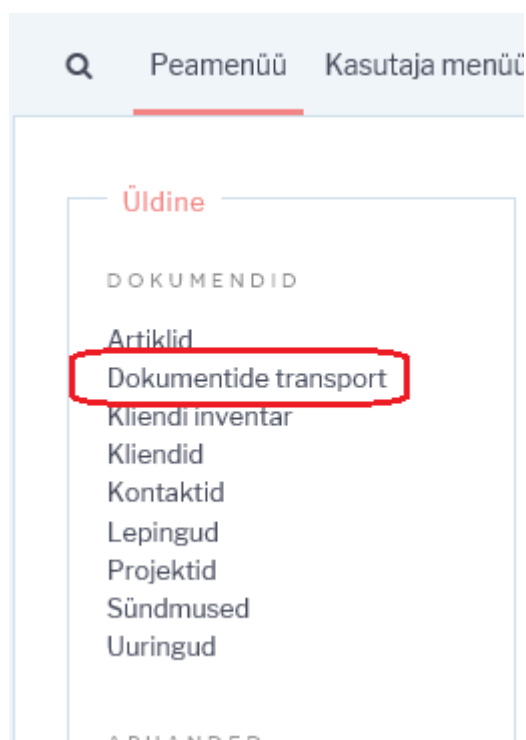 Peamenüü Kasutaja menüü
Üldine
DOKUMENDID
Artiklid
Dokumentide transport
Kliendi inventar
Kliendid
Kontaktid
Lepingud
Projektid
Sündmused
Uuringud